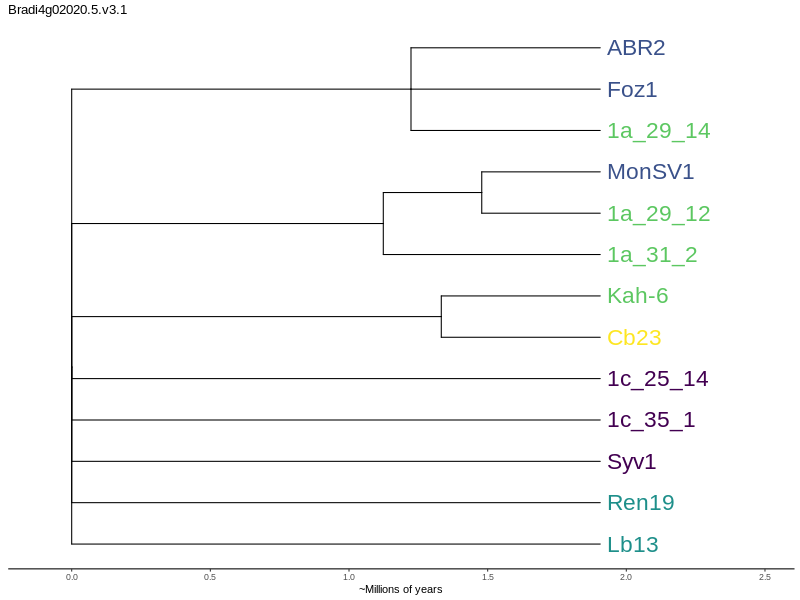 Bradi4g02020.5.v3.1
ABR2
Foz1
1a_29_14
MonSV1
1a_29_12
1a_31_2
Kah-6
Cb23
1c_25_14
1c_35_1
Syv1
Ren19
Lb13
0.0 0.5 1.0 1.5 2.0 2.5
~Millions of years